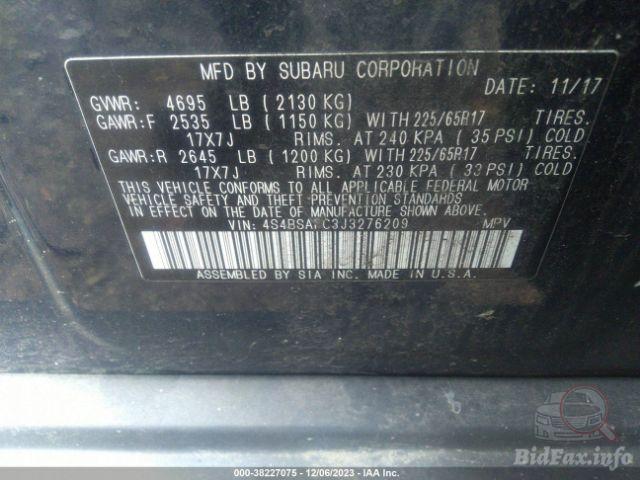 MFD BY SUBARU CORPORATION
DATE: 11/17
GVWR: 4695 LB (2130 KG)
GAWR:F 2535 LB (1150 KG) WITH 225/65R17 TIRES.
17X7J RIMS. AT 240 KPA (35 PSI) COLD
GAWR:R 2645 LB (1200 KG) WITH 225/65R17 TIRES.
17X7J RIMS. AT 230 KPA (33 PSI) COLD
THIS VEHICLE CONFORMS TO ALL APPLICABLE FEDERAL MOTOR
VEHICLE SAFETY AND THEFT PREVENTION STANDARDS
IN EFFECT ON THE DATE OF MANUFACTURE SHOWN ABOVE.
VIN: MPV
ASSEMBLED BY SIA INC. MADE IN U.S.A.
BidFax.info
000-38227075 - 12/06/2023 - IAA Inc.